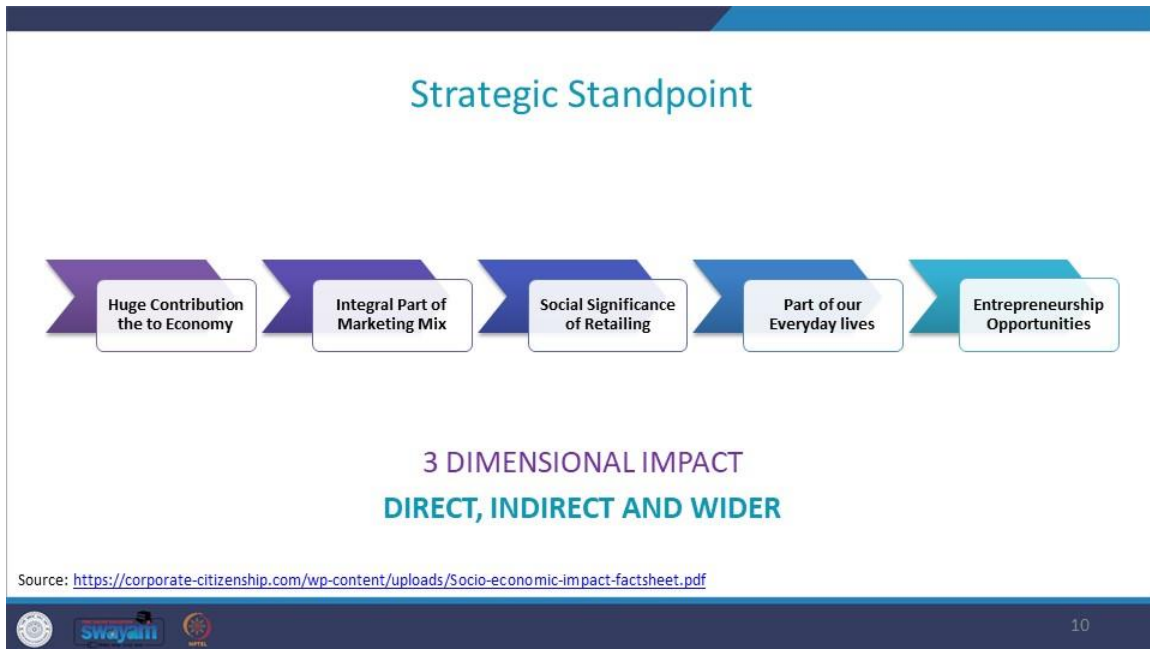 Strategic Standpoint
Huge Contribution
the to Economy
Integral Part of
Marketing Mix
Social Significance
of Retailing
Part of our
Everyday lives
Entrepreneurship
Opportunities
3 DIMENSIONAL IMPACT
DIRECT, INDIRECT AND WIDER
Source: https://corporate-citizenship.com/wp-content/uploads/Socio-economic-impact-factsheet.pdf
swayam
NPTEL
10